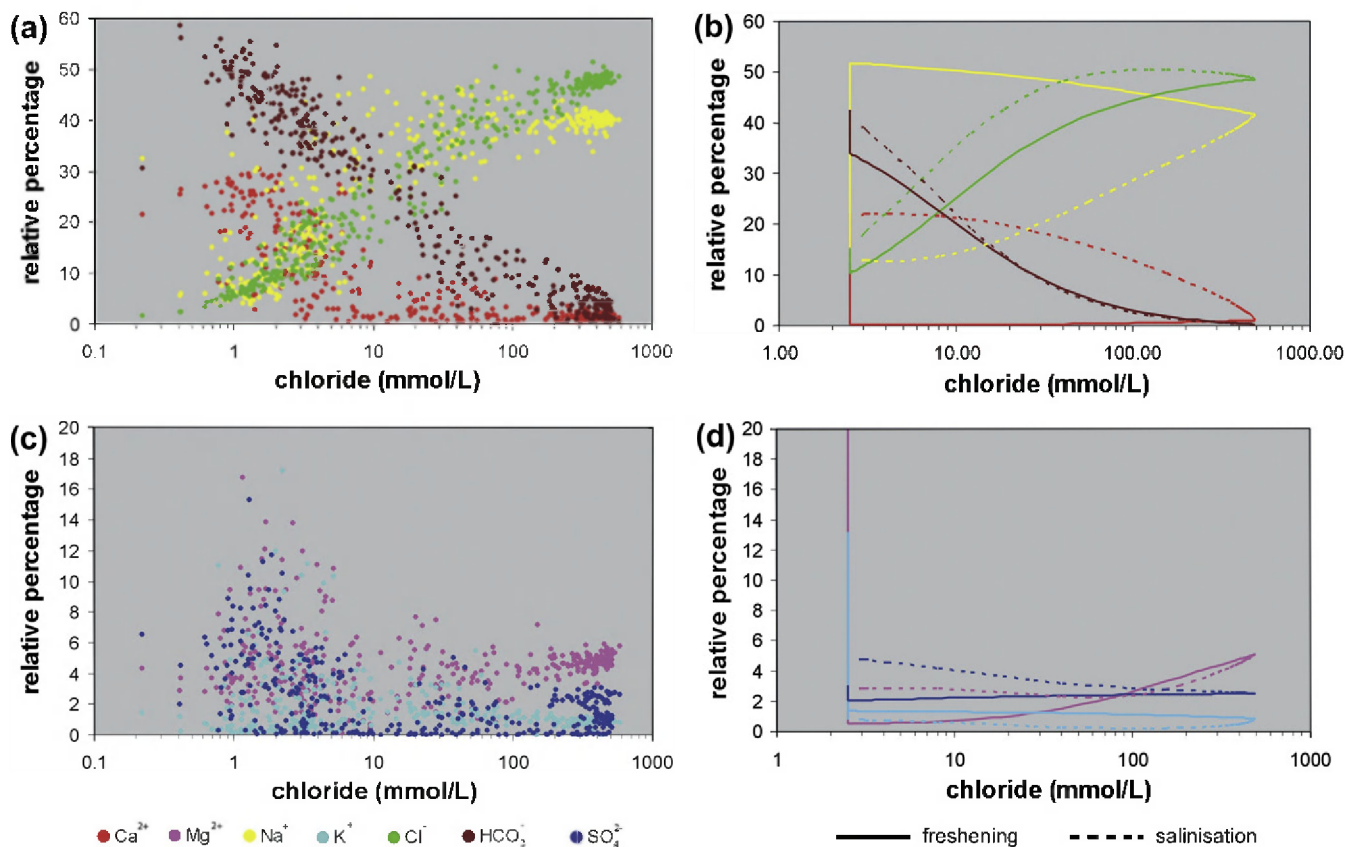 (a)
60
50
40
30
20
10
0
relative percentage
0.1 1 10 100 1000
chloride (mmol/L)
(b)
60
50
40
30
20
10
0
relative percentage
1.00 10.00 100.00 1000.00
chloride (mmol/L)
(c)
20
18
16
14
12
10
8
6
4
2
0
relative percentage
0.1 1 10 100 1000
chloride (mmol/L)
(d)
20
18
16
14
12
10
8
6
4
2
0
relative percentage
1 10 100 1000
chloride (mmol/L)
Ca²⁺ Mg²⁺ Na⁺ K⁺ Cl⁻ HCO₃⁻ SO₄²⁻
freshening salinisation